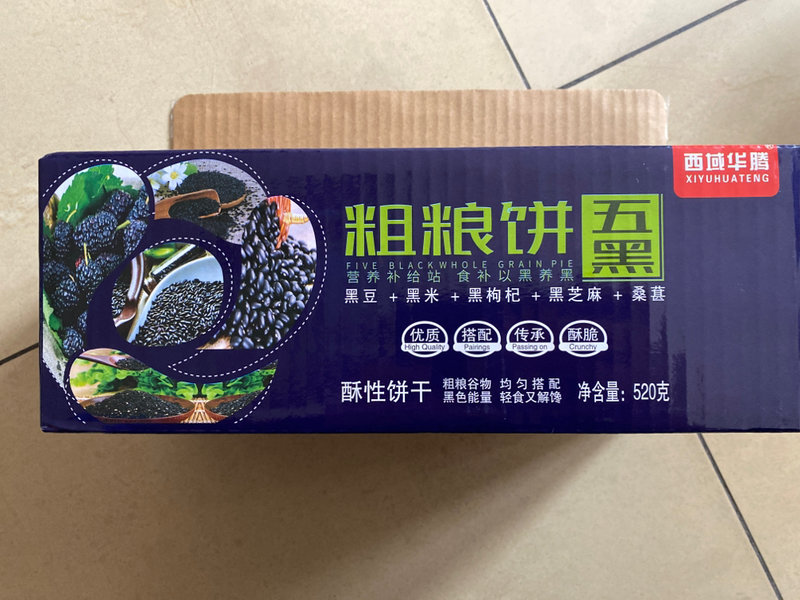 西域华腾®
XIYUHUATENG
粗粮饼 五黑
FIVE BLACKWHOLE GRAIN PIE
营养补给站 食补以黑养黑
黑豆+黑米+黑枸杞+黑芝麻+桑葚
优质 搭配 传承 酥脆
High Quality Pairings Passing on Crunchy
酥性饼干
粗粮谷物 均匀搭配
黑色能量 轻食又解馋
净含量：520克